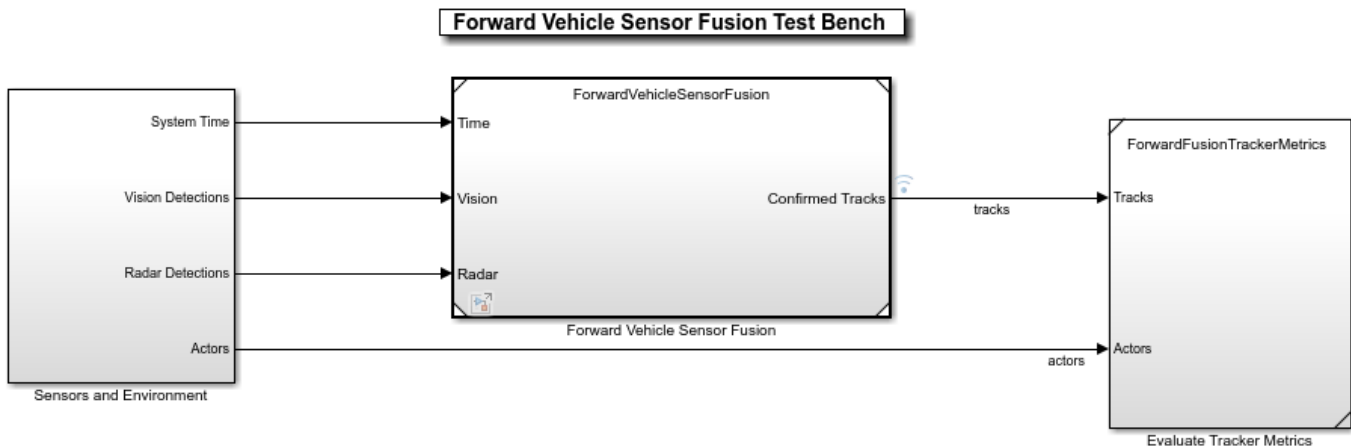 Forward Vehicle Sensor Fusion Test Bench
System Time
Vision Detections
Radar Detections
Actors
Sensors and Environment
ForwardVehicleSensorFusion
Time
Vision
Radar
Confirmed Tracks
Forward Vehicle Sensor Fusion
tracks
actors
ForwardFusionTrackerMetrics
Tracks
Actors
Evaluate Tracker Metrics